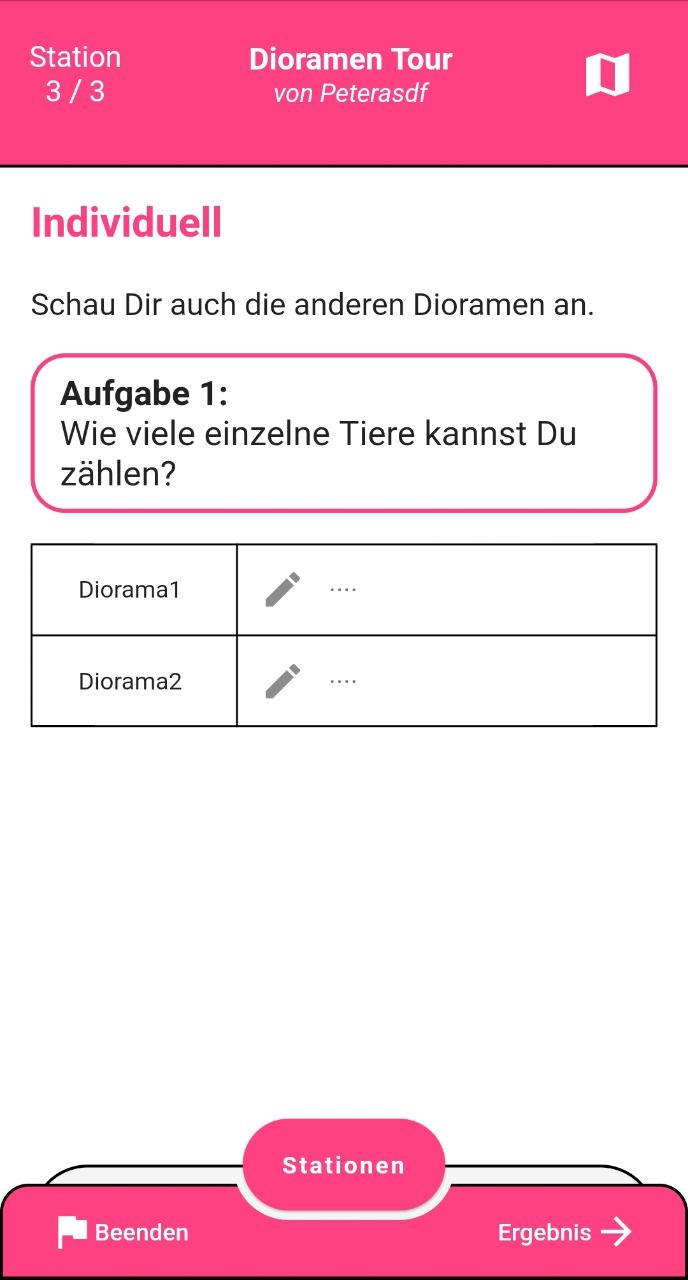 Station
3 / 3
Dioramen Tour
von Peterasdf
Individuell
Schau Dir auch die anderen Dioramen an.
Aufgabe 1:
Wie viele einzelne Tiere kannst Du
zählen?
Diorama1 ....
Diorama2 ....
Stationen
Beenden
Ergebnis